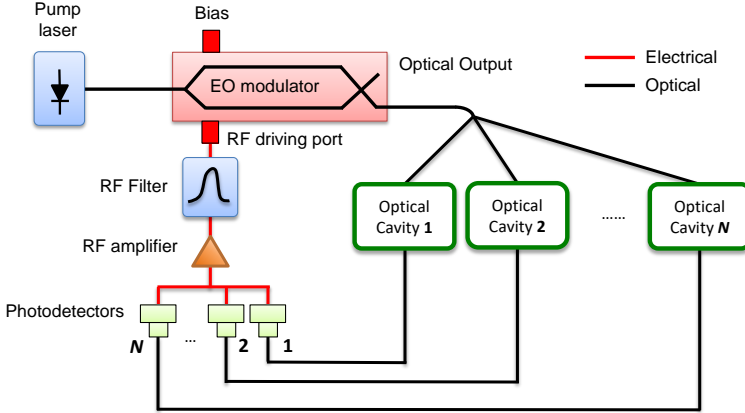 Pump
laser
Bias
EO modulator
Optical Output
Electrical
Optical
RF driving port
RF Filter
RF amplifier
Optical
Cavity 1
Optical
Cavity 2
......
Optical
Cavity N
Photodetectors
N
...
2
1